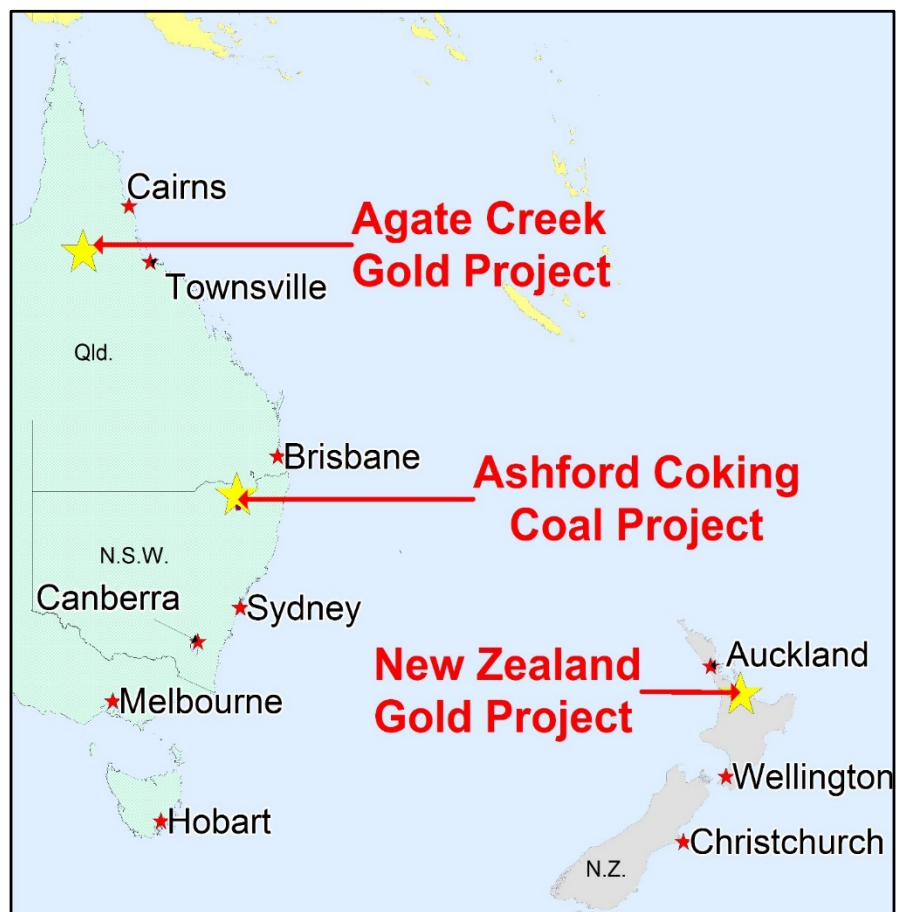 Cairns
Agate Creek
Gold Project
Townsville
Qld.
Brisbane
Ashford Coking
Coal Project
N.S.W.
Canberra
Sydney
New Zealand
Gold Project
Auckland
Melbourne
Wellington
Hobart
Christchurch
N.Z.